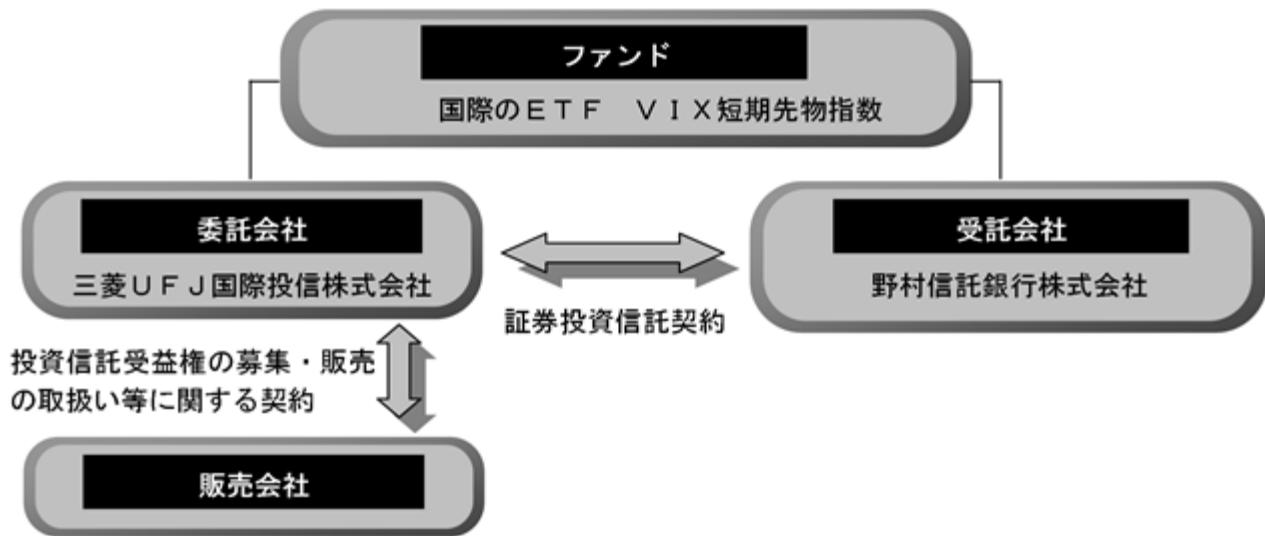 ファンド
国際のＥＴＦ　ＶＩＸ短期先物指数
委託会社
三菱ＵＦＪ国際投信株式会社
受託会社
野村信託銀行株式会社
証券投資信託契約
投資信託受益権の募集・販売
の取扱い等に関する契約
販売会社